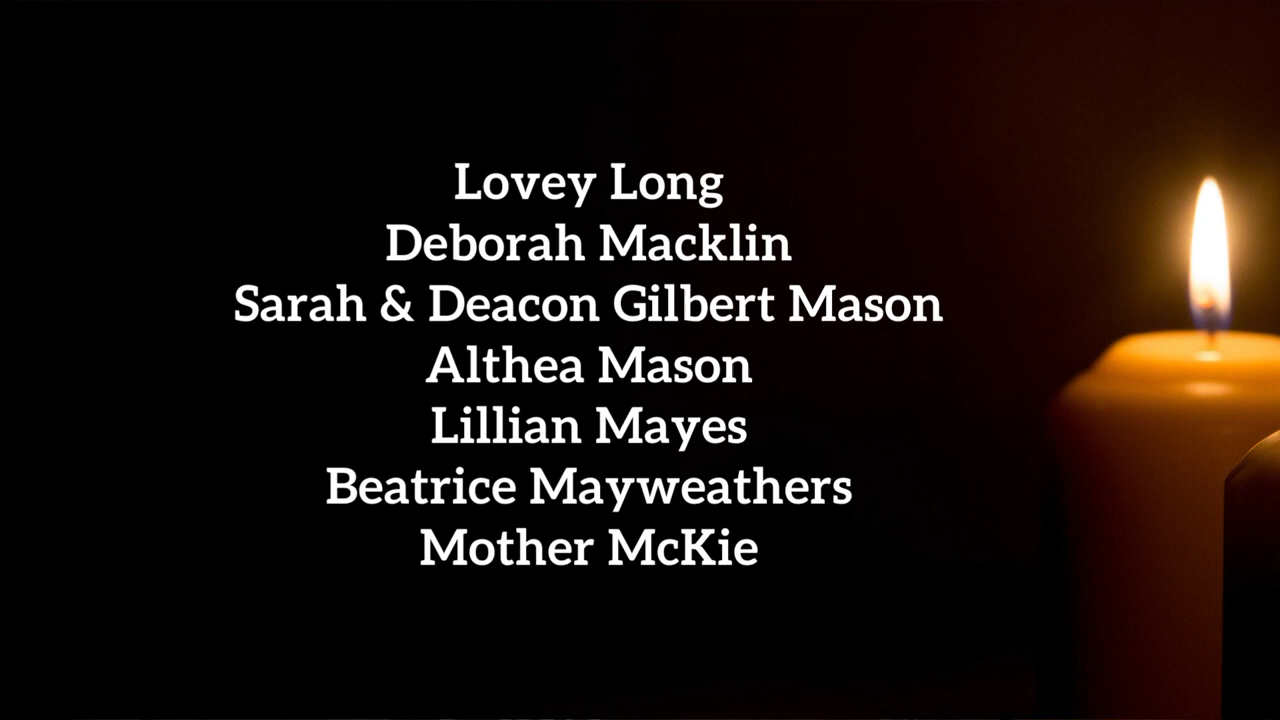 Lovey Long
Deborah Macklin
Sarah & Deacon Gilbert Mason
Althea Mason
Lillian Mayes
Beatrice Mayweathers
Mother McKie